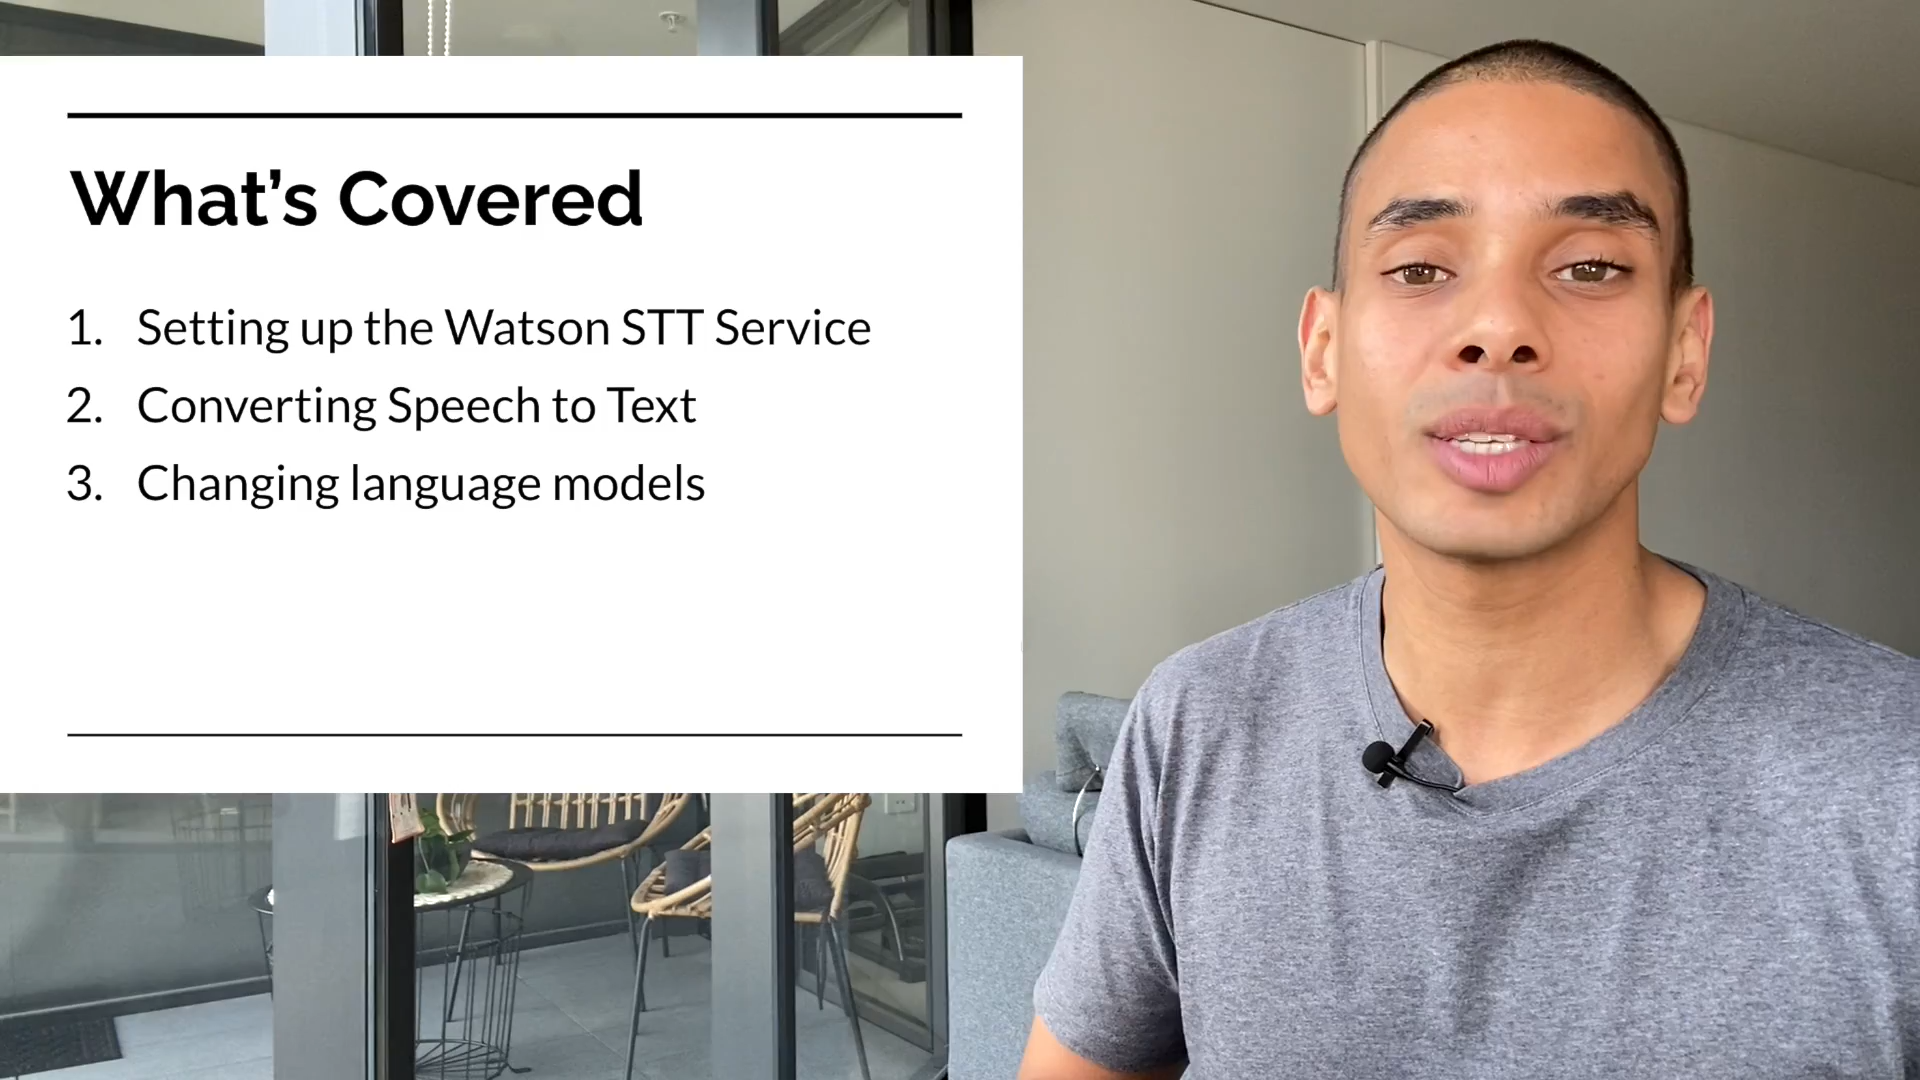 What’s Covered
1. Setting up the Watson STT Service
2. Converting Speech to Text
3. Changing language models